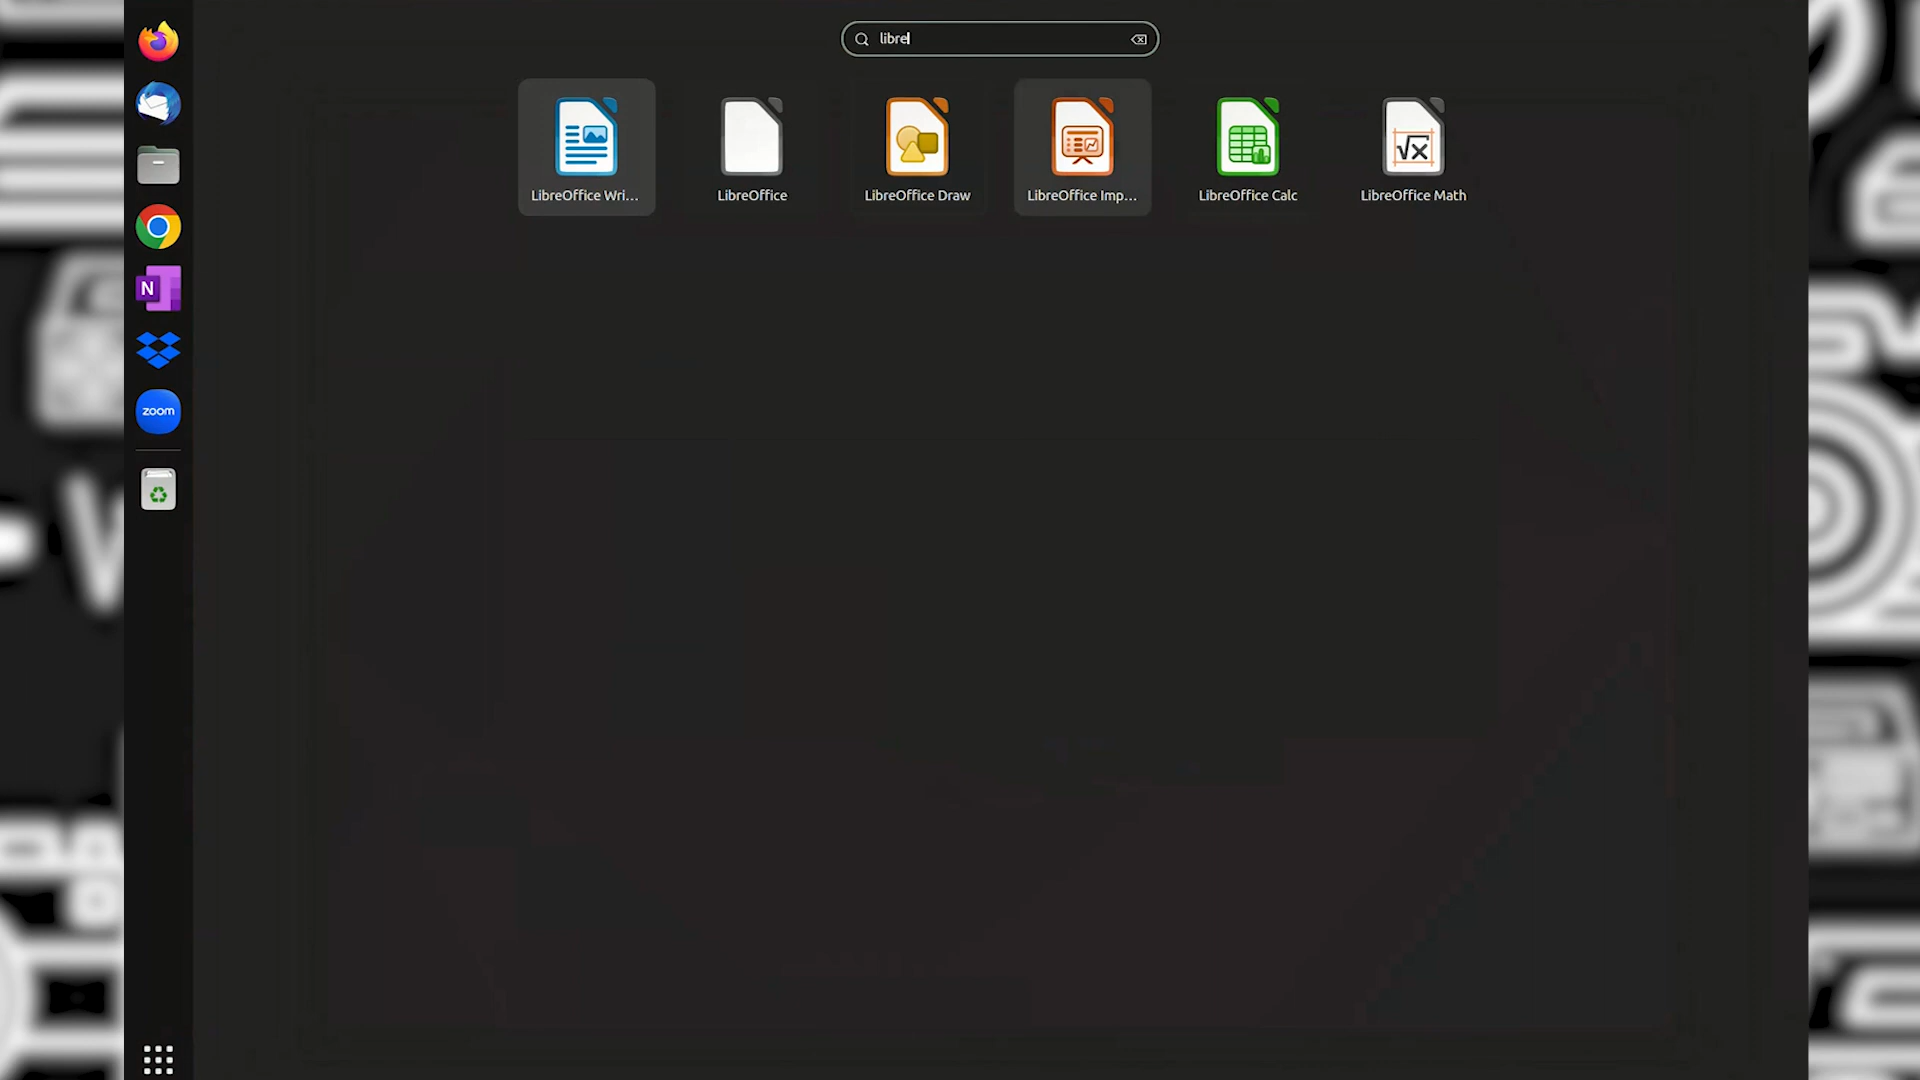 libre
LibreOffice Wri...
LibreOffice
LibreOffice Draw
LibreOffice Imp...
LibreOffice Calc
LibreOffice Math
√x
N
zoom